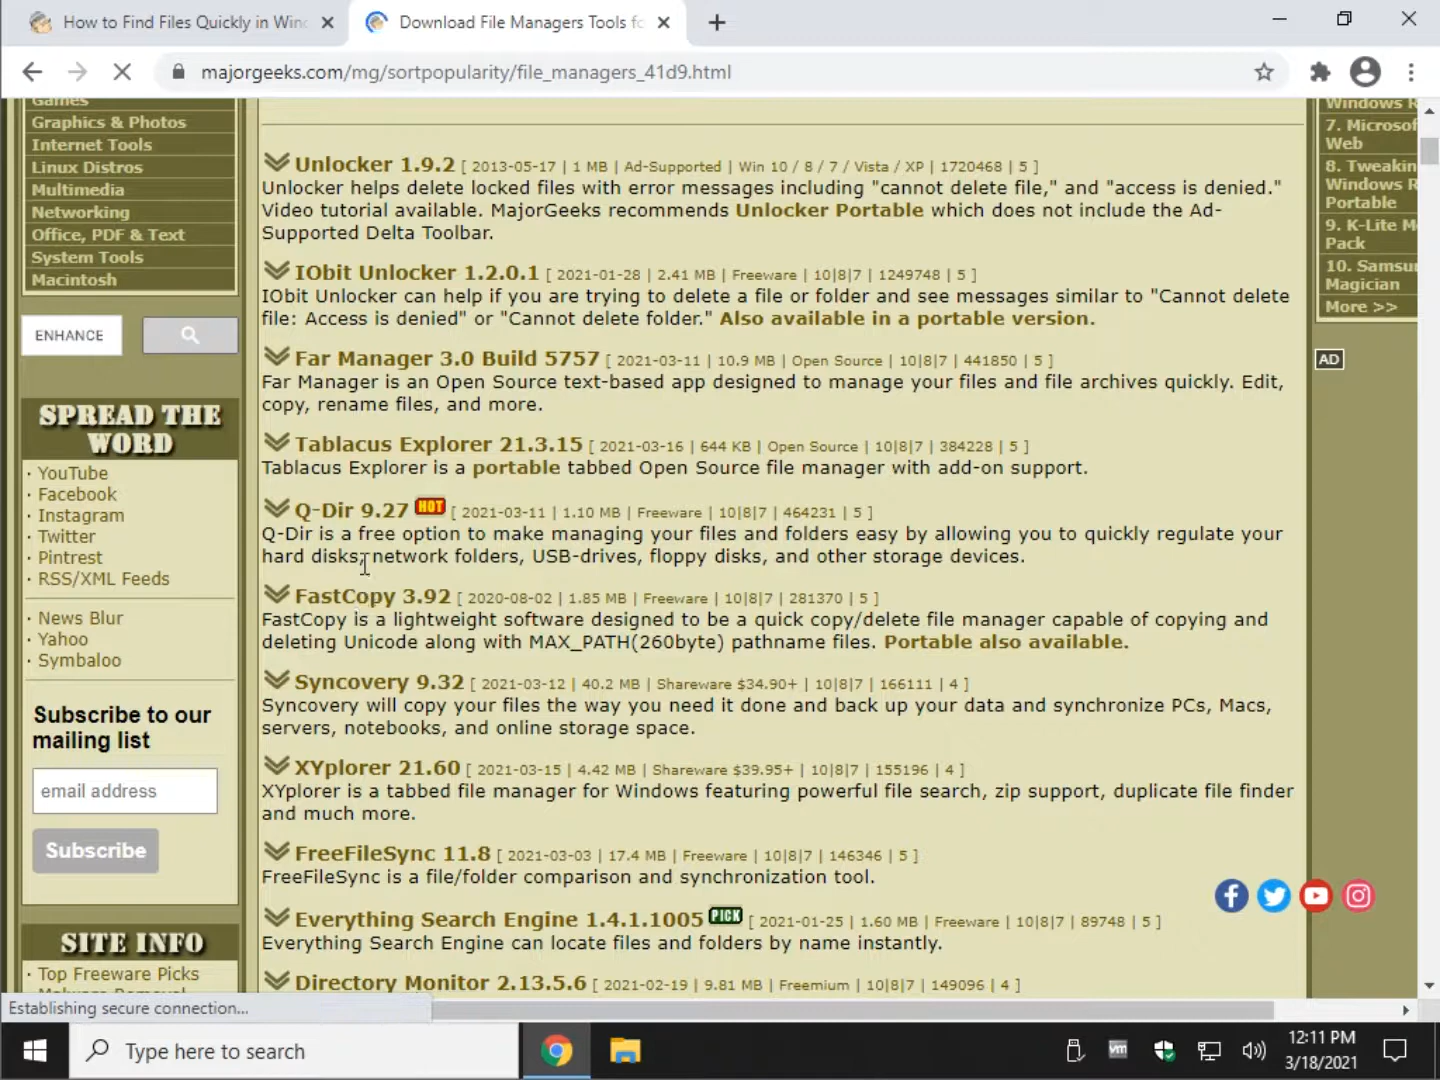 How to Find Files Quickly in Win
Download File Managers Tools fo
majorgeeks.com/mg/sortpopularity/file_managers_41d9.html
Games
Graphics & Photos
Internet Tools
Linux Distros
Multimedia
Networking
Office, PDF & Text
System Tools
Macintosh
ENHANCE
SPREAD THE
WORD
· YouTube
· Facebook
· Instagram
· Twitter
· Pintrest
· RSS/XML Feeds
· News Blur
· Yahoo
· Symbaloo
Subscribe to our
mailing list
email address
Subscribe
SITE INFO
· Top Freeware Picks
Unlocker 1.9.2 [ 2013-05-17 | 1 MB | Ad-Supported | Win 10 / 8 / 7 / Vista / XP | 1720468 | 5 ]
Unlocker helps delete locked files with error messages including "cannot delete file," and "access is denied."
Video tutorial available. MajorGeeks recommends Unlocker Portable which does not include the Ad-
Supported Delta Toolbar.
IObit Unlocker 1.2.0.1 [ 2021-01-28 | 2.41 MB | Freeware | 10|8|7 | 1249748 | 5 ]
IObit Unlocker can help if you are trying to delete a file or folder and see messages similar to "Cannot delete
file: Access is denied" or "Cannot delete folder." Also available in a portable version.
Far Manager 3.0 Build 5757 [ 2021-03-11 | 10.9 MB | Open Source | 10|8|7 | 441850 | 5 ]
Far Manager is an Open Source text-based app designed to manage your files and file archives quickly. Edit,
copy, rename files, and more.
Tablacus Explorer 21.3.15 [ 2021-03-16 | 644 KB | Open Source | 10|8|7 | 384228 | 5 ]
Tablacus Explorer is a portable tabbed Open Source file manager with add-on support.
Q-Dir 9.27 HOT [ 2021-03-11 | 1.10 MB | Freeware | 10|8|7 | 464231 | 5 ]
Q-Dir is a free option to make managing your files and folders easy by allowing you to quickly regulate your
hard disks, network folders, USB-drives, floppy disks, and other storage devices.
FastCopy 3.92 [ 2020-08-02 | 1.85 MB | Freeware | 10|8|7 | 281370 | 5 ]
FastCopy is a lightweight software designed to be a quick copy/delete file manager capable of copying and
deleting Unicode along with MAX_PATH(260byte) pathname files. Portable also available.
Syncovery 9.32 [ 2021-03-12 | 40.2 MB | Shareware $34.90+ | 10|8|7 | 166111 | 4 ]
Syncovery will copy your files the way you need it done and back up your data and synchronize PCs, Macs,
servers, notebooks, and online storage space.
XYplorer 21.60 [ 2021-03-15 | 4.42 MB | Shareware $39.95+ | 10|8|7 | 155196 | 4 ]
XYplorer is a tabbed file manager for Windows featuring powerful file search, zip support, duplicate file finder
and much more.
FreeFileSync 11.8 [ 2021-03-03 | 17.4 MB | Freeware | 10|8|7 | 146346 | 5 ]
FreeFileSync is a file/folder comparison and synchronization tool.
Everything Search Engine 1.4.1.1005 PICK [ 2021-01-25 | 1.60 MB | Freeware | 10|8|7 | 89748 | 5 ]
Everything Search Engine can locate files and folders by name instantly.
Directory Monitor 2.13.5.6 [ 2021-02-19 | 9.81 MB | Freemium | 10|8|7 | 149096 | 4 ]
Windows R
7. Microsof
Web
8. Tweakin
Windows R
Portable
9. K-Lite M
Pack
10. Samsu
Magician
More >>
AD
Establishing secure connection...
Type here to search
vm
12:11 PM
3/18/2021